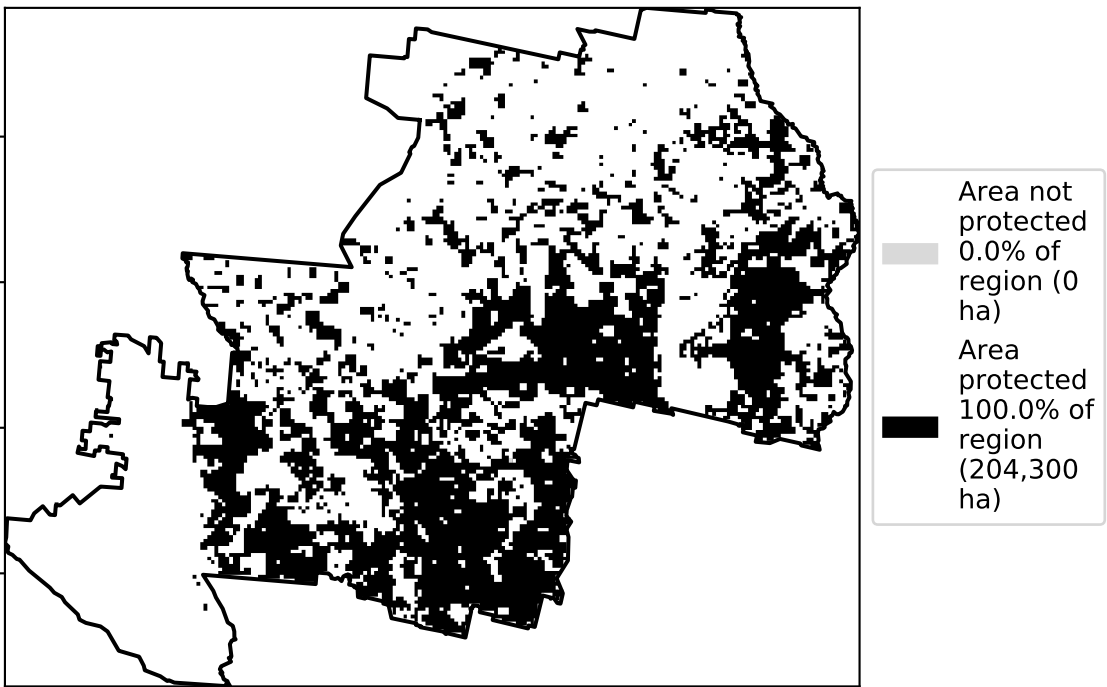 Area not
protected
0.0% of
region (0
ha)
Area
protected
100.0% of
region
(204,300
ha)